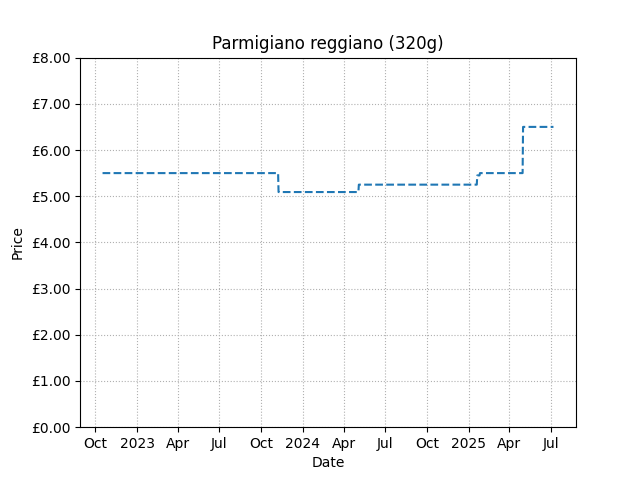 Parmigiano reggiano (320g)
£8.00
£7.00
£6.00
£5.00
£4.00
£3.00
£2.00
£1.00
£0.00
Price
Oct 2023 Apr Jul Oct 2024 Apr Jul Oct 2025 Apr Jul
Date